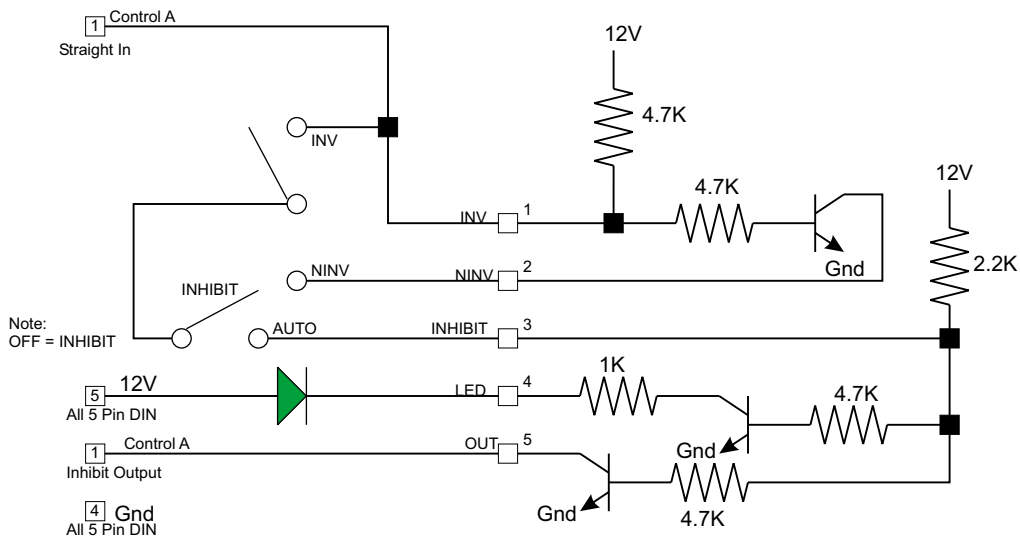 1 Control A
Straight In
12V
4.7K
INV
12V
4.7K
INV 1
Gnd
2.2K
NINV
NINV 2
INHIBIT
Note:
OFF = INHIBIT
AUTO
INHIBIT 3
1K
5 12V
All 5 Pin DIN
LED 4
4.7K
Gnd
1 Control A
Inhibit Output
OUT 5
Gnd
4.7K
4 Gnd
All 5 Pin DIN